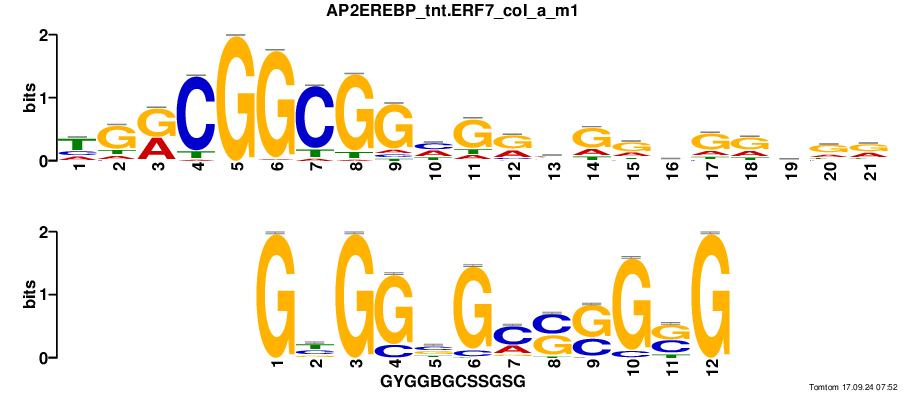 AP2EREBP_tnt.ERF7_col_a_m1
2
1
0
bits
1 2 3 4 5 6 7 8 9 10 11 12 13 14 15 16 17 18 19 20 21
2
1
0
bits
1 2 3 4 5 6 7 8 9 10 11 12
GYGGBGCSSGSG
Tomtom 17.09.24 07:52